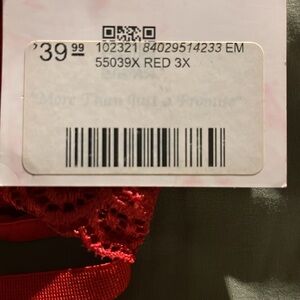 '39.99 102321 84029514233 EM
55039X RED 3X
"More Than Just a Promise"